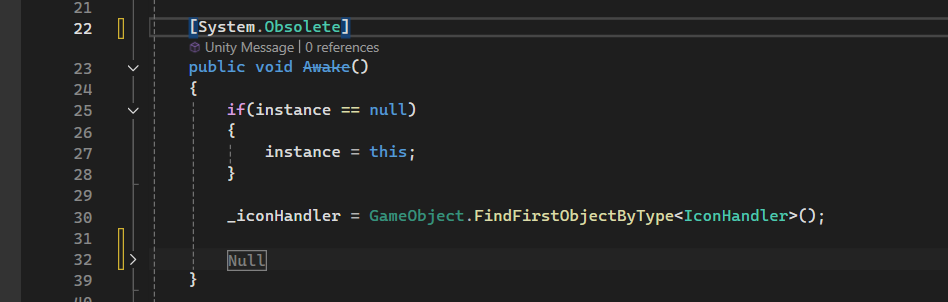 21
22 [System.Obsolete]
Unity Message | 0 references
23 public void Awake()
24 {
25 if(instance == null)
26 {
27 instance = this;
28 }
29
30 _iconHandler = GameObject.FindFirstObjectByType<IconHandler>();
31
32 Null
39 }
40